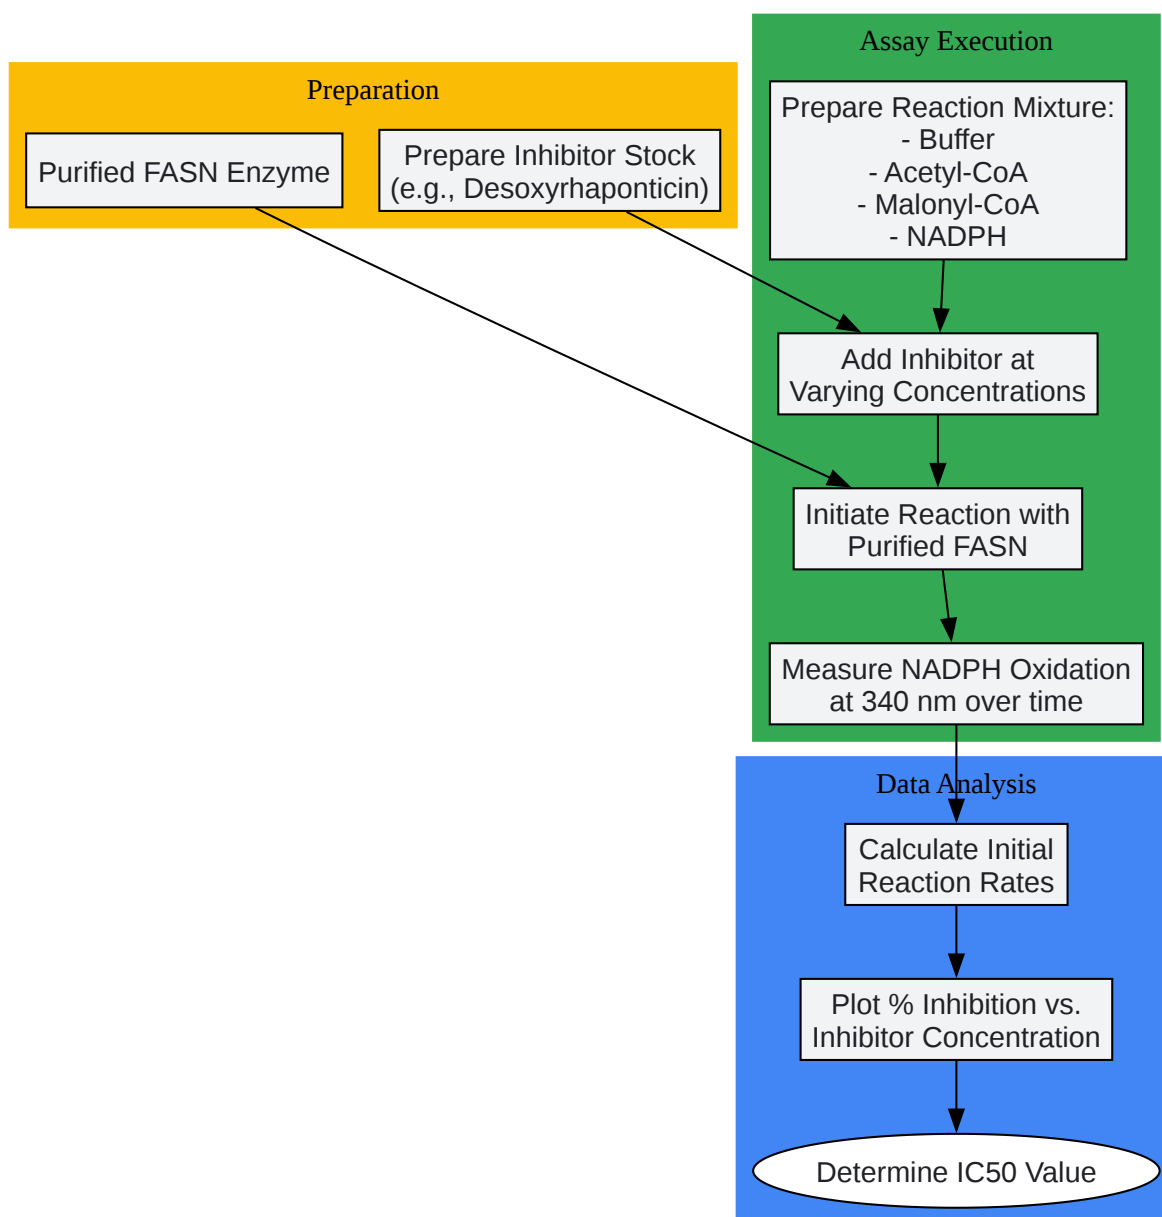 Preparation
Purified FASN Enzyme
Prepare Inhibitor Stock
(e.g., Desoxyrhaponticin)
Assay Execution
Prepare Reaction Mixture:
- Buffer
- Acetyl-CoA
- Malonyl-CoA
- NADPH
Add Inhibitor at
Varying Concentrations
Initiate Reaction with
Purified FASN
Measure NADPH Oxidation
at 340 nm over time
Data Analysis
Calculate Initial
Reaction Rates
Plot % Inhibition vs.
Inhibitor Concentration
Determine IC50 Value